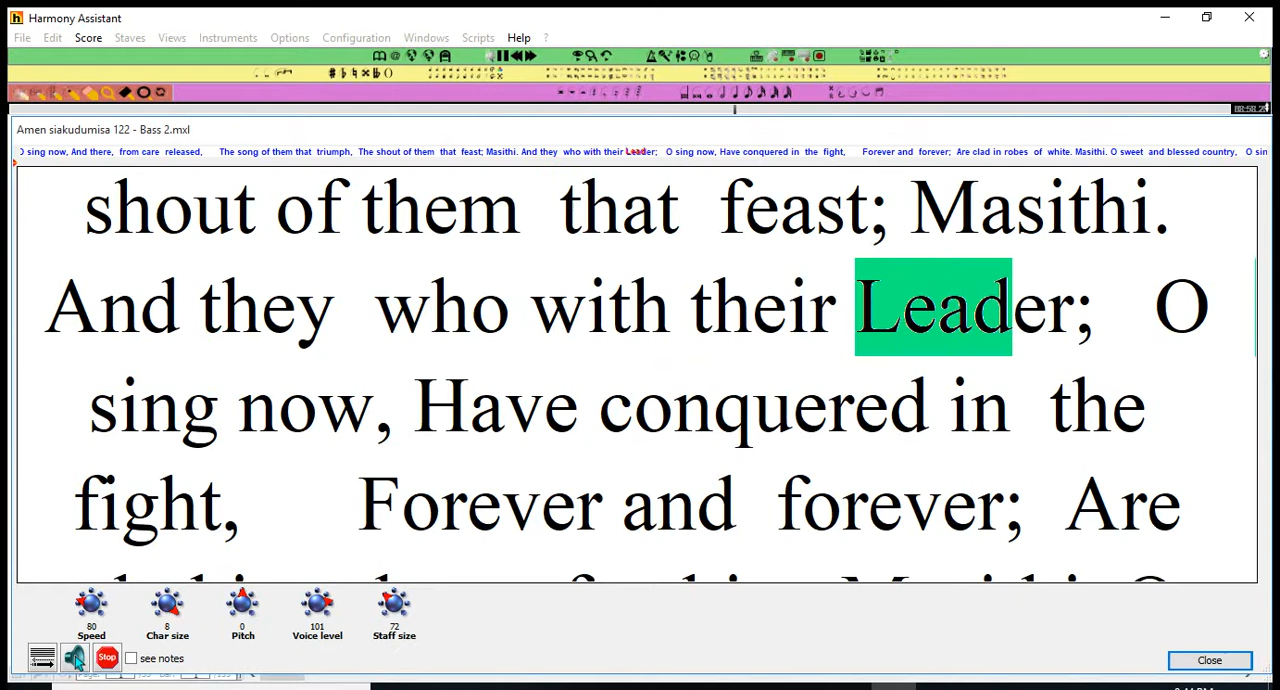 Harmony Assistant
File Edit Score Staves Views Instruments Options Configuration Windows Scripts Help ?
Amen siakudumisa 122 - Bass 2.mxl
O sing now, And there, from care released, The song of them that triumph, The shout of them that feast; Masithi. And they who with their Leader; O sing now, Have conquered in the fight, Forever and forever; Are clad in robes of white. Masithi. O sweet and blessed country, O sin
shout of them that feast; Masithi.
And they who with their Leader; O
sing now, Have conquered in the
fight, Forever and forever; Are
80 8 0 101 72
Speed Char size Pitch Voice level Staff size
Stop see notes Close